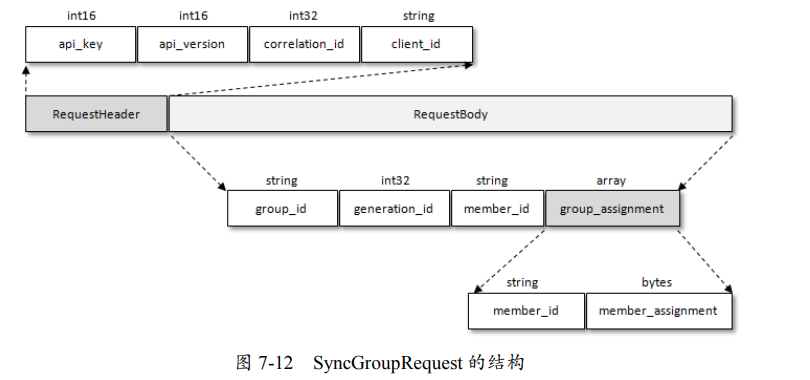 int16 int16 int32 string
api_key api_version correlation_id client_id
RequestHeader RequestBody
string int32 string array
group_id generation_id member_id group_assignment
string bytes
member_id member_assignment
图 7-12 SyncGroupRequest 的结构